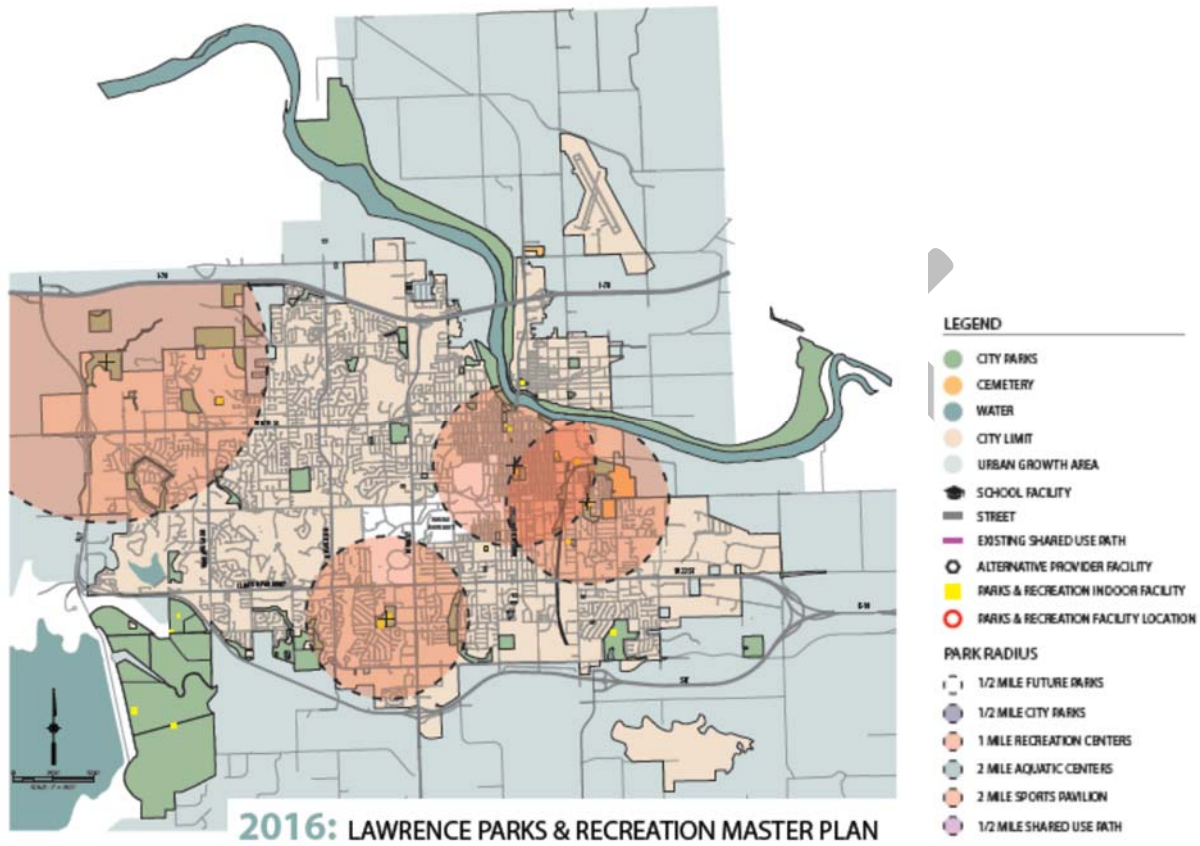 I-70
I-70
2016: LAWRENCE PARKS & RECREATION MASTER PLAN
LEGEND
CITY PARKS
CEMETERY
WATER
CITY LIMIT
URBAN GROWTH AREA
SCHOOL FACILITY
STREET
EXISTING SHARED USE PATH
ALTERNATIVE PROVIDER FACILITY
PARKS & RECREATION INDOOR FACILITY
PARKS & RECREATION FACILITY LOCATION
PARK RADIUS
1/2 MILE FUTURE PARKS
1/2 MILE CITY PARKS
1 MILE RECREATION CENTERS
2 MILE AQUATIC CENTERS
2 MILE SPORTS PAVILION
1/2 MILE SHARED USE PATH